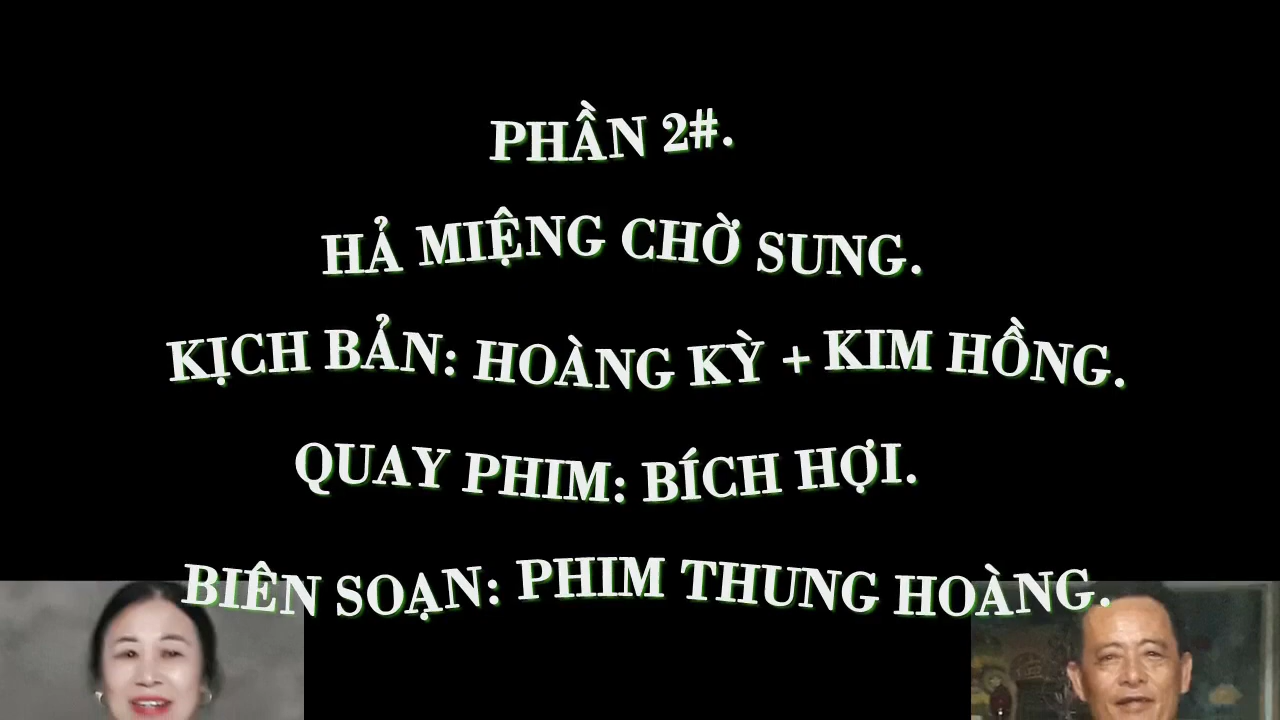 PHẦN 2#.
HẢ MIỆNG CHỜ SUNG.
KỊCH BẢN: HOÀNG KỲ + KIM HỒNG.
QUAY PHIM: BÍCH HỢI.
BIÊN SOẠN: PHIM THUNG HOÀNG.